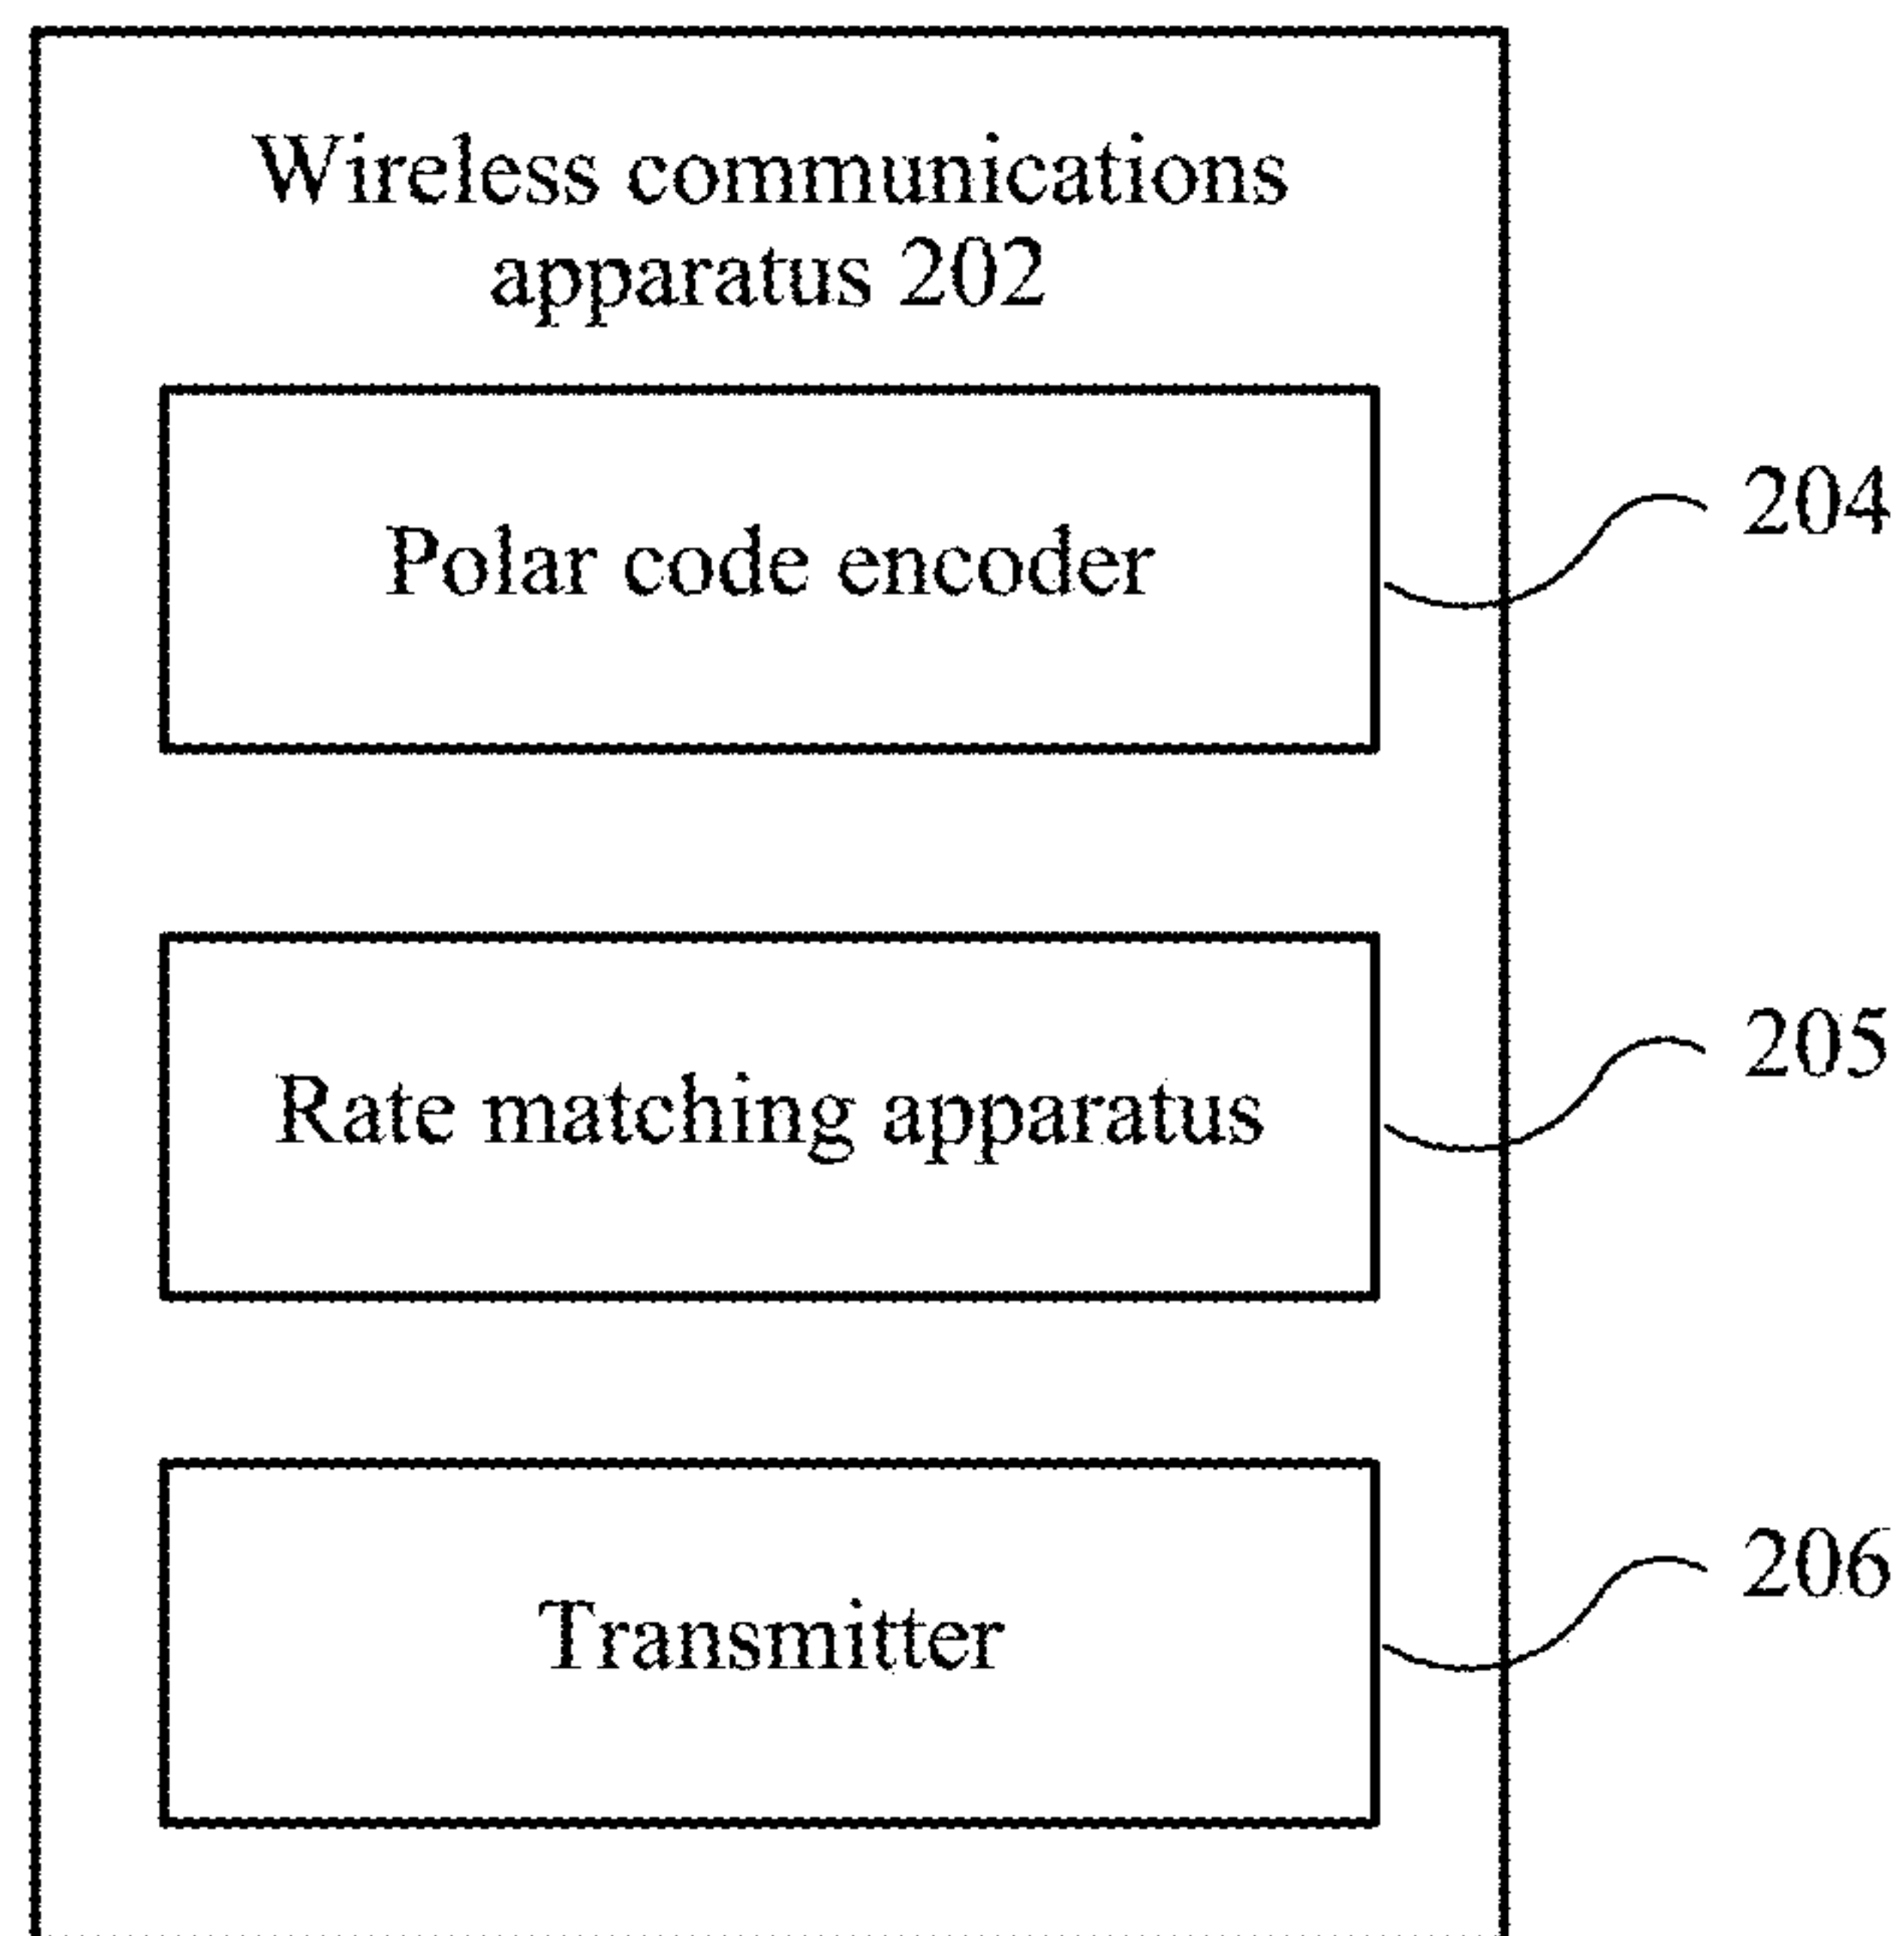 Wireless communications
apparatus 202
Polar code encoder
204
Rate matching apparatus
205
Transmitter
206